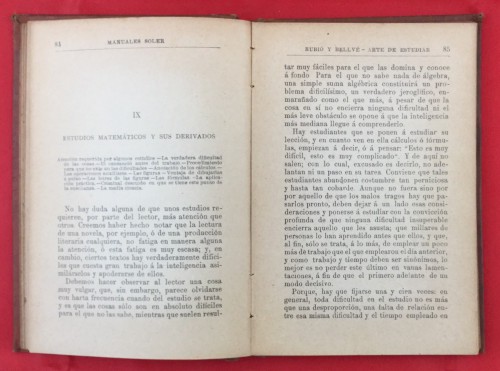 84
MANUALES SOLER
IX
ESTUDIOS MATEMÁTICOS Y SUS DERIVADOS
No hay duda alguna de que unos estudios re-
quieren, por parte del lector, más atención que
otros. Creemos haber hecho notar que la lectura
de una novela, por ejemplo, ó de una producción
literaria cualquiera, no fatiga en manera alguna
la atención, ó esta fatiga es muy escasa; y, en
cambio, ciertos textos hay verdaderamente difíci-
les que cuesta gran trabajo á la inteligencia asi-
milarlos y apoderarse de ellos.
Debemos hacer observar al lector una cosa
muy vulgar, que, sin embargo, parece olvidarse
con harta frecuencia cuando del estudio se trata,
y es que las cosas sólo son en absoluto difíciles
para el que no las sabe, mientras que suelen resul-
RUBIÓ Y BELLVÉ - ARTE DE ESTUDIAR
85
tar muy fáciles para el que las domina y conoce
á fondo. Para el que no sabe nada de álgebra,
una simple suma algébrica constituirá un
problema dificilísimo, un verdadero jeroglífico, en-
marañado como el que más, á pesar de que la
cosa en sí no encierra ninguna dificultad ni el
más leve obstáculo se opone á que la inteligencia
más mediana llegue á comprenderlo.
Hay estudiantes que se ponen á estudiar su
lección, y en cuanto ven en ella cálculos ó fórmu-
las, empiezan á decir, ó á pensar: «Esto es muy
difícil, esto es muy complicado». Y de aquí no
salen; con lo cual, excusado es decirlo, no ade-
lantan ni un paso en su tarea. Conviene que tales
estudiantes abandonen costumbre tan perniciosa
y hasta tan cobarde. Aunque no fuera sino por
por aquello de que los malos tragos hay que pa-
sarlos pronto, deben dejar á un lado esas consi-
deraciones y ponerse á estudiar con la convicción
profunda de que ninguna dificultad insuperable
encierra aquello que les asusta; que millares de
personas lo han aprendido antes que ellos, y que,
al fin, sólo se trata, á lo más, de emplear un poco
más de trabajo que el que emplearon el día anterior,
y como trabajo y tiempo deben ser sinónimos, lo
mejor es no perder este último en vanas lamen-
taciones, á fin de que el primero adelante de un
modo decisivo.
Porque, hay que fijarse una y cien veces: en
general, toda dificultad en el estudio no es más
que una desproporción, una falta de relación en-
tre esa misma dificultad y el tiempo empleado en